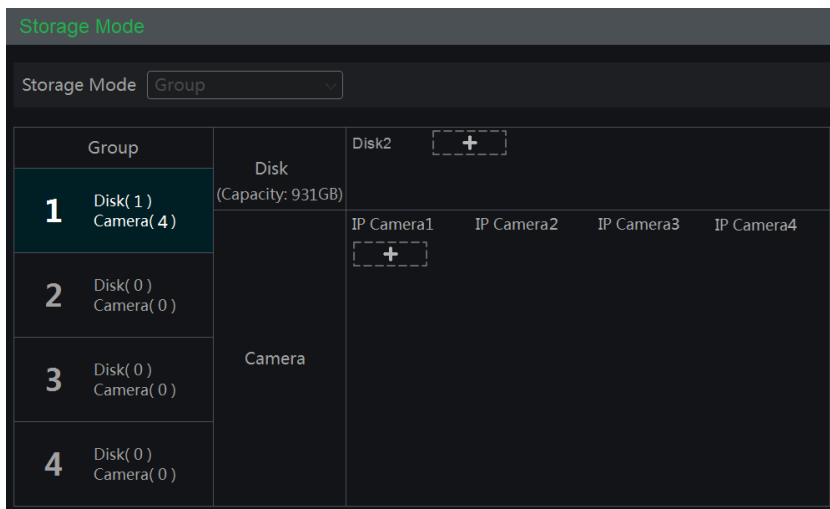 Storage Mode
Storage Mode Group
Group
1 Disk( 1 )
Camera( 4 )
2 Disk( 0 )
Camera( 0 )
3 Disk( 0 )
Camera( 0 )
4 Disk( 0 )
Camera( 0 )
Disk
(Capacity: 931GB)
Disk2 +
Camera
IP Camera1 IP Camera2 IP Camera3 IP Camera4
+